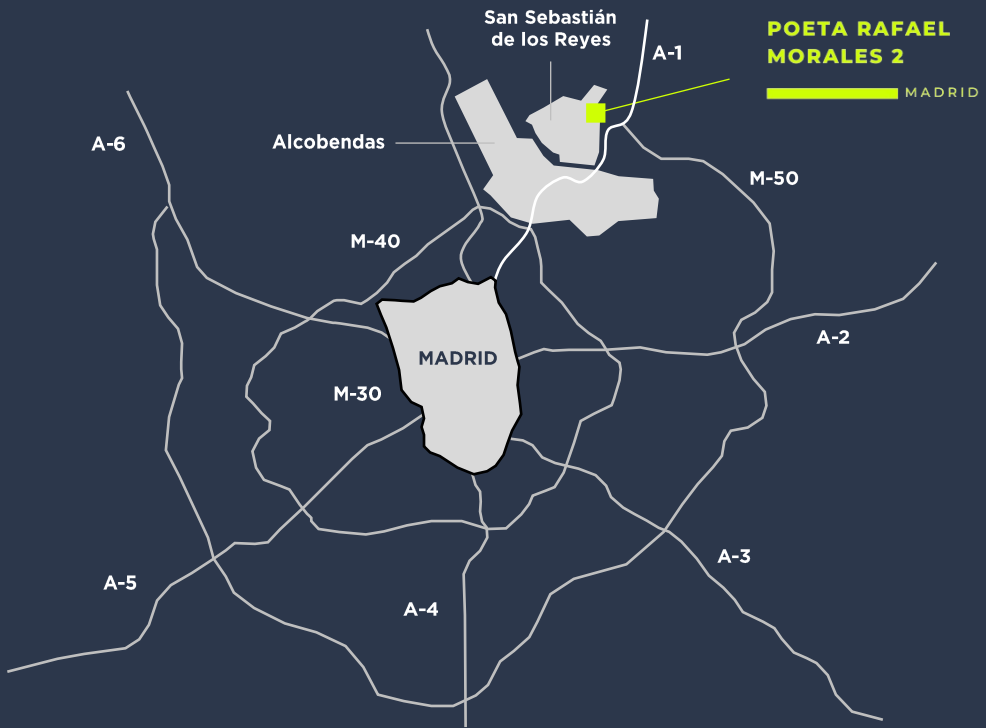 San Sebastián
de los Reyes
POETA RAFAEL
MORALES 2
MADRID
A-1
A-6
Alcobendas
M-50
M-40
A-2
MADRID
M-30
A-3
A-5
A-4